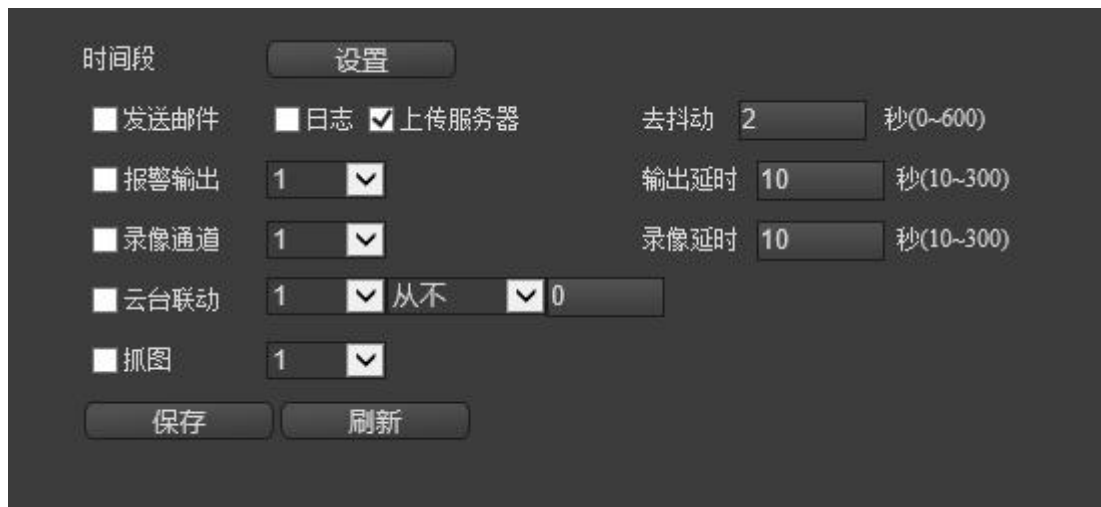 时间段 设置
发送邮件 日志 上传服务器 去抖动 2 秒(0~600)
报警输出 1 输出延时 10 秒(10~300)
录像通道 1 录像延时 10 秒(10~300)
云台联动 1 从不 0
抓图 1
保存 刷新